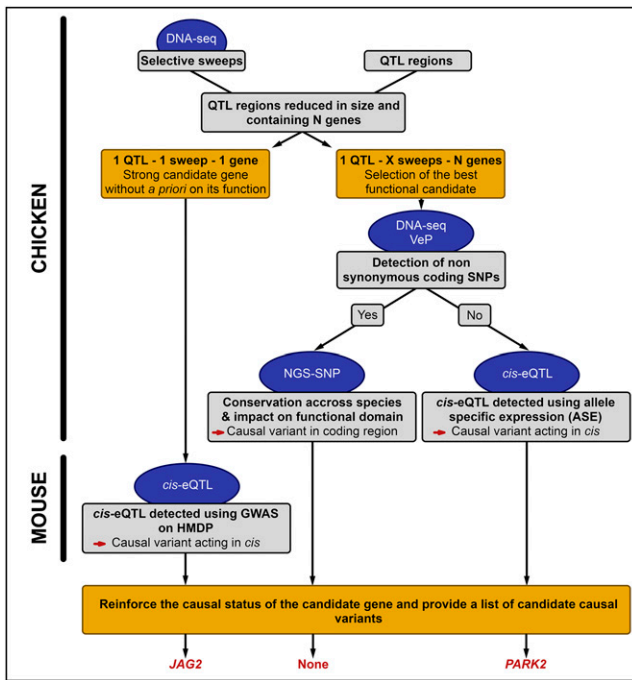 DNA-seq
Selective sweeps
QTL regions
QTL regions reduced in size and
containing N genes
1 QTL - 1 sweep - 1 gene
Strong candidate gene
without a priori on its function
1 QTL - X sweeps - N genes
Selection of the best
functional candidate
DNA-seq
VeP
Detection of non
synonymous coding SNPs
Yes
No
NGS-SNP
Conservation accross species
& impact on functional domain
Causal variant in coding region
cis-eQTL
cis-eQTL detected using allele
specific expression (ASE)
Causal variant acting in cis
CHICKEN
MOUSE
cis-eQTL
cis-eQTL detected using GWAS
on HMDP
Causal variant acting in cis
Reinforce the causal status of the candidate gene and provide a list of candidate causal
variants
JAG2
None
PARK2